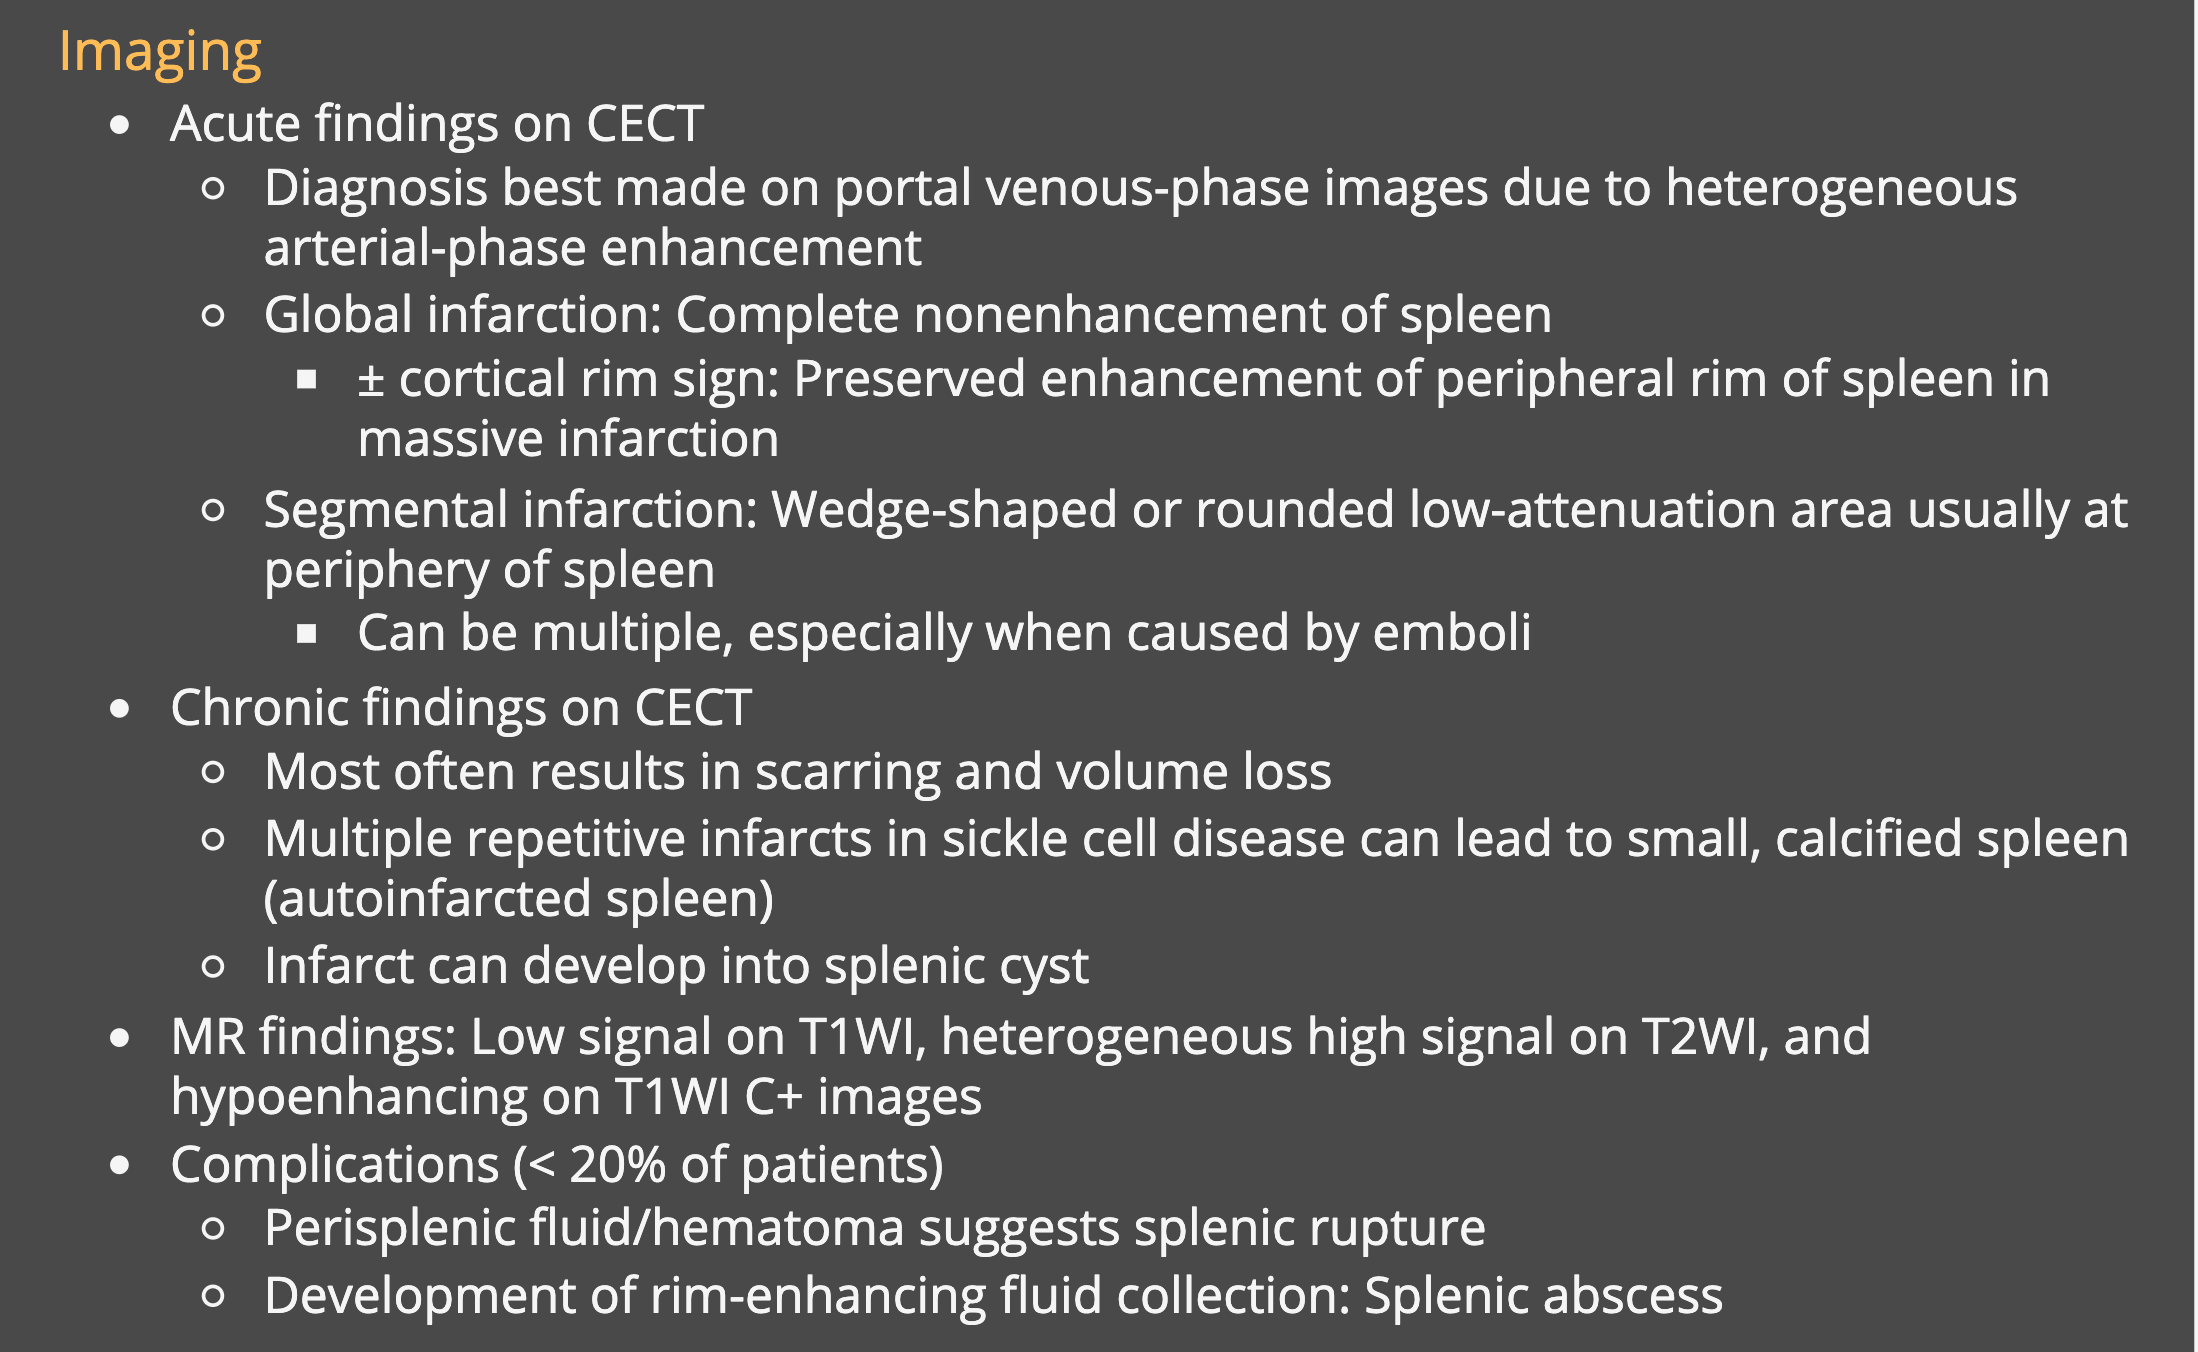 Imaging
• Acute findings on CECT
○ Diagnosis best made on portal venous-phase images due to heterogeneous
arterial-phase enhancement
○ Global infarction: Complete nonenhancement of spleen
▪ ± cortical rim sign: Preserved enhancement of peripheral rim of spleen in
massive infarction
○ Segmental infarction: Wedge-shaped or rounded low-attenuation area usually at
periphery of spleen
▪ Can be multiple, especially when caused by emboli
• Chronic findings on CECT
○ Most often results in scarring and volume loss
○ Multiple repetitive infarcts in sickle cell disease can lead to small, calcified spleen
(autoinfarcted spleen)
○ Infarct can develop into splenic cyst
• MR findings: Low signal on T1WI, heterogeneous high signal on T2WI, and
hypoenhancing on T1WI C+ images
• Complications (< 20% of patients)
○ Perisplenic fluid/hematoma suggests splenic rupture
○ Development of rim-enhancing fluid collection: Splenic abscess